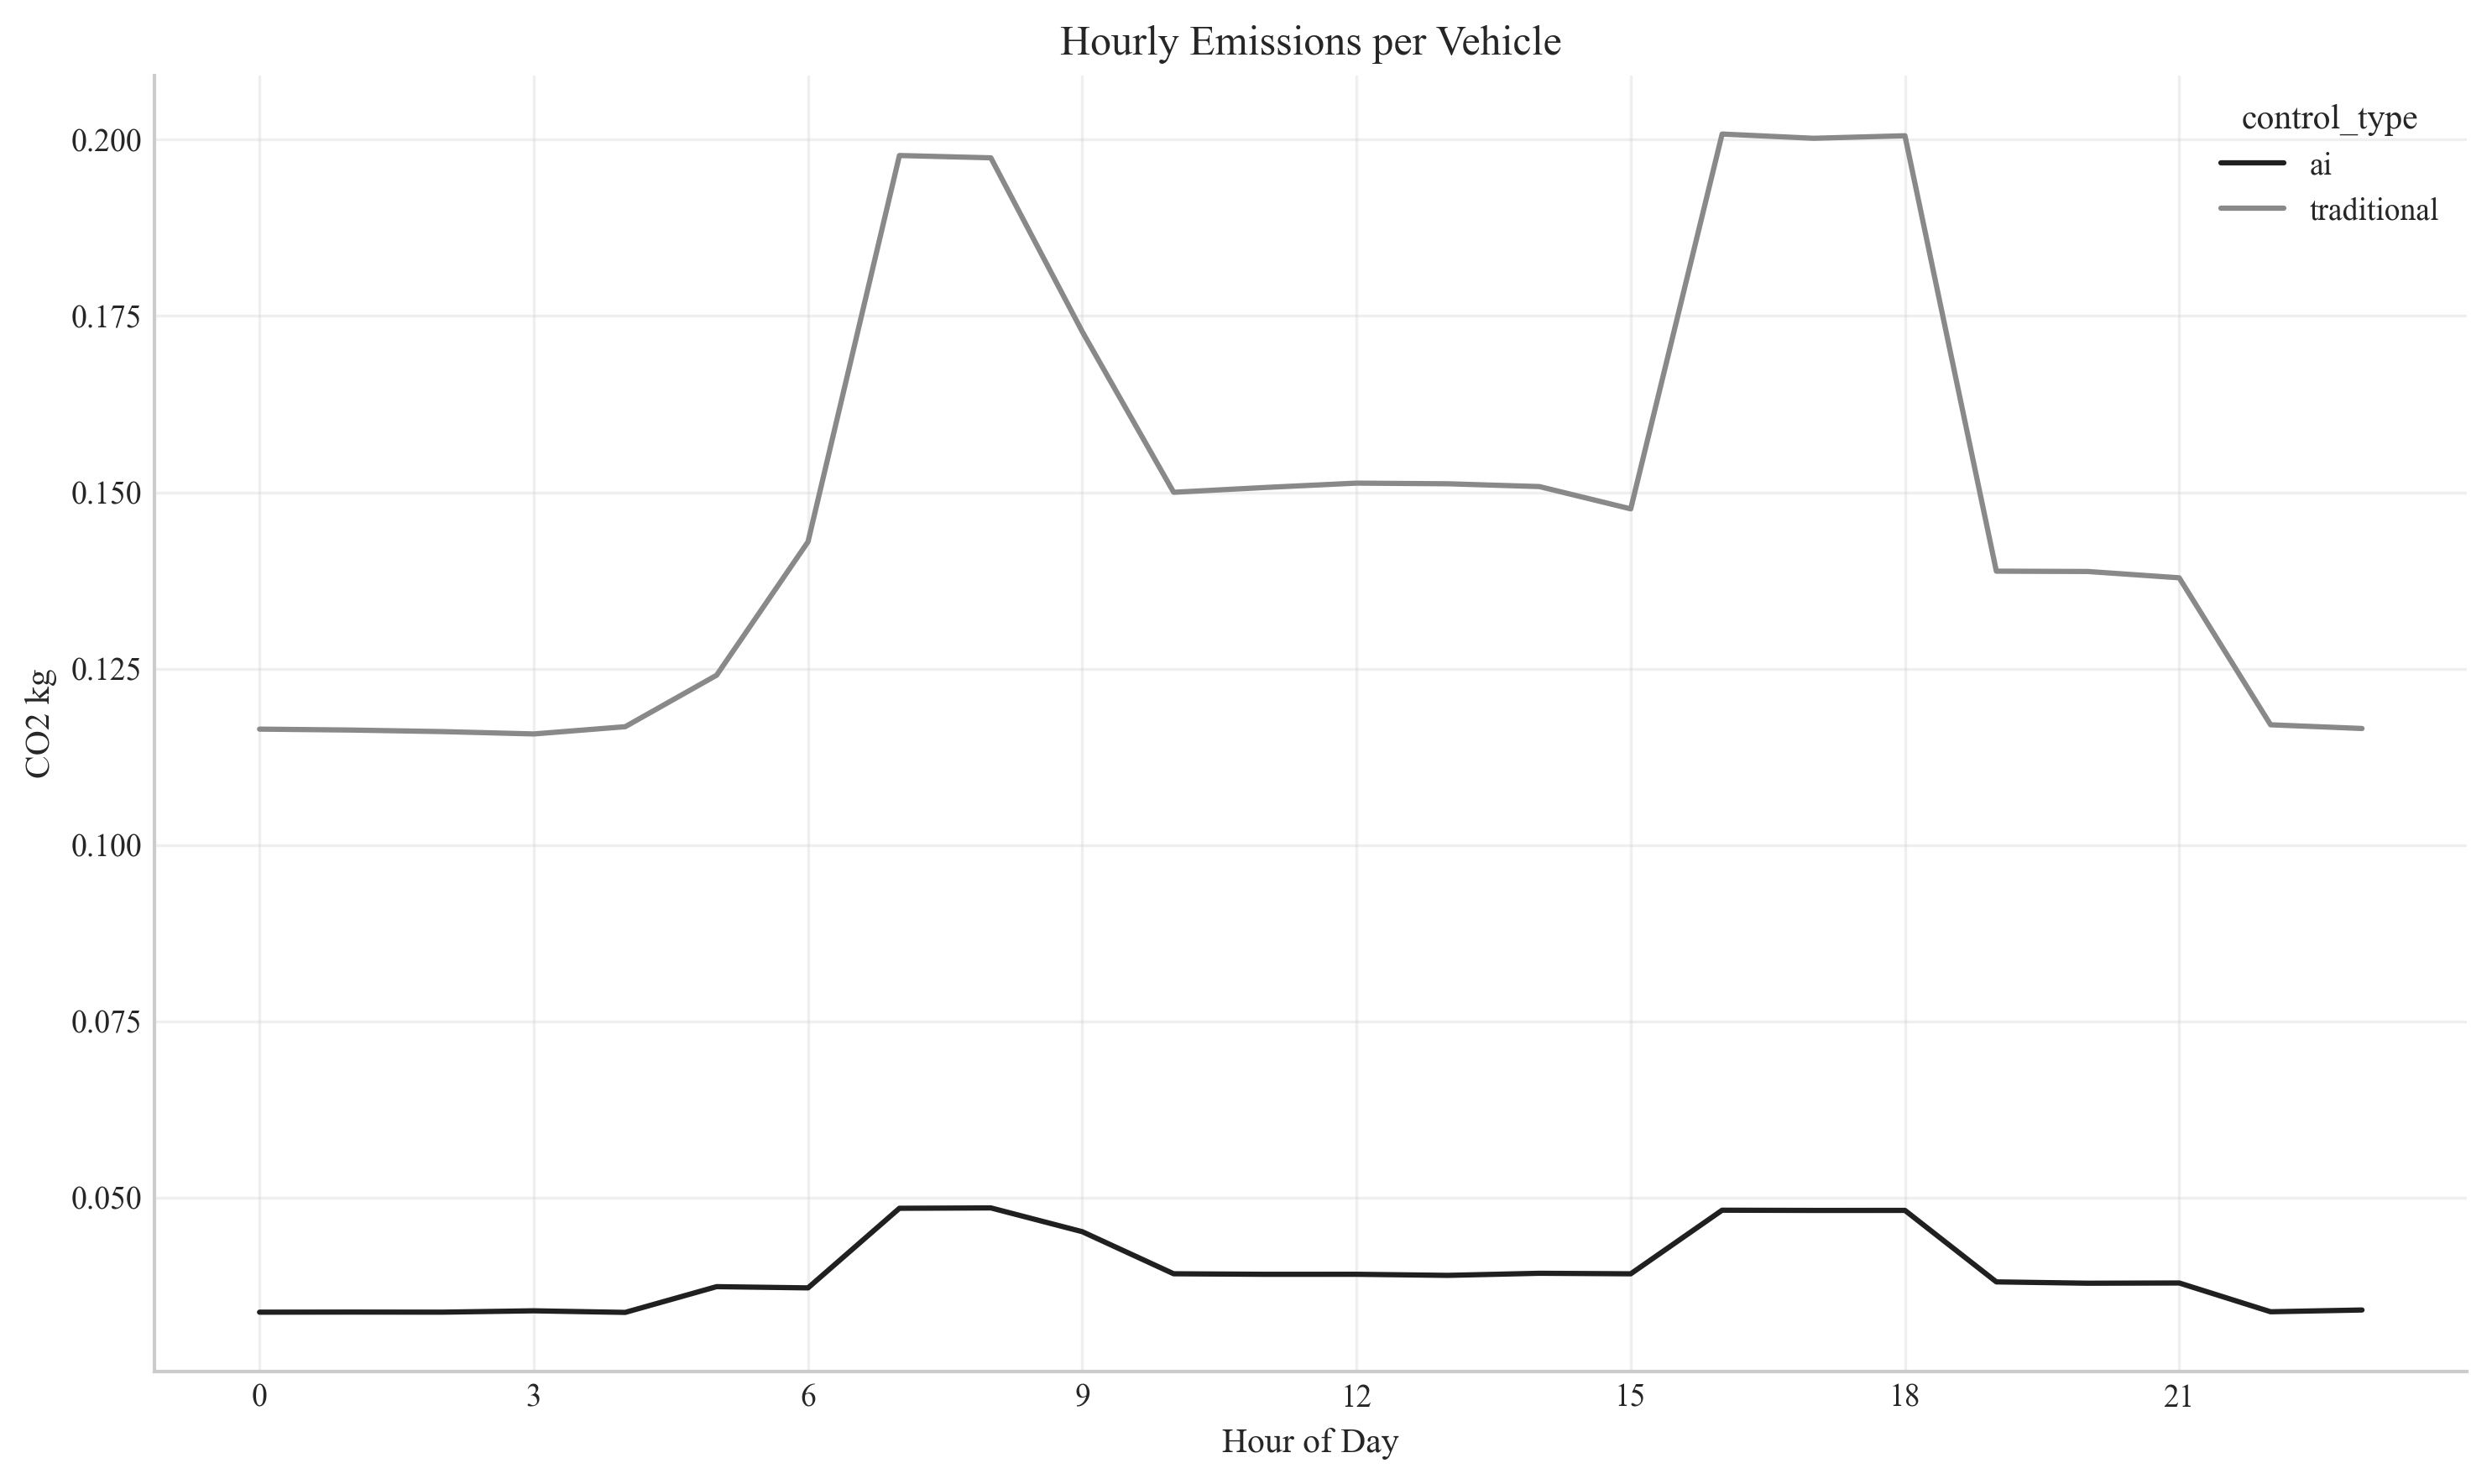 Hourly Emissions per Vehicle
control_type
ai
traditional
0.200
0.175
0.150
0.125
0.100
0.075
0.050
CO2 kg
0 3 6 9 12 15 18 21
Hour of Day